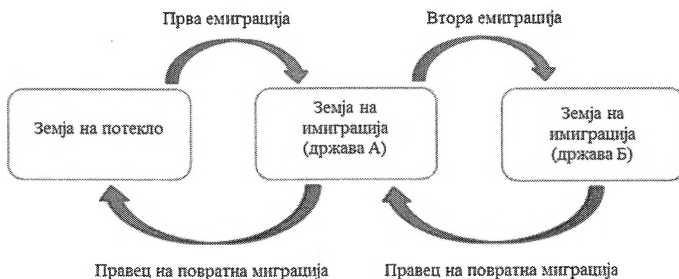 Прва емиграција
Втора емиграција
Земја на потекло
Земја на
имиграција
(држава А)
Земја на
имиграција
(држава Б)
Правец на повратна миграција
Правец на повратна миграција